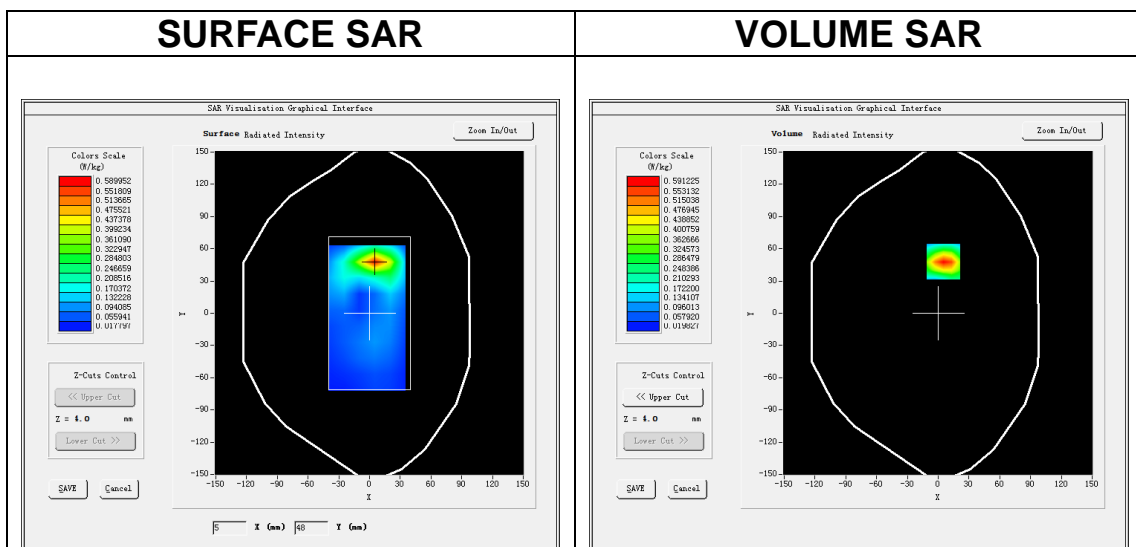 SURFACE SAR
VOLUME SAR
SAR Visualisation Graphical Interface
Surface Radiated Intensity
Zoom In/Out
Colors Scale
(W/kg)
0.589952
0.551809
0.513665
0.475521
0.437378
0.399234
0.361090
0.322947
0.284803
0.246659
0.208516
0.170372
0.132228
0.094085
0.055941
0.017797
Z-Cuts Control
<< Upper Cut
Z = 4.0 mm
Lower Cut >>
SAVE
Cancel
150
120
90
60
30
0
-30
-60
-90
-120
-150
Y
-150 -120 -90 -60 -30 0 30 60 90 120 150
X
5 X (mm) 48 Y (mm)
SAR Visualisation Graphical Interface
Volume Radiated Intensity
Zoom In/Out
Colors Scale
(W/kg)
0.591225
0.553132
0.515038
0.476945
0.438852
0.400759
0.362666
0.324573
0.286479
0.248386
0.210293
0.172200
0.134107
0.096013
0.057920
0.019827
Z-Cuts Control
<< Upper Cut
Z = 4.0 mm
Lower Cut >>
SAVE
Cancel
150
120
90
60
30
0
-30
-60
-90
-120
-150
Y
-150 -120 -90 -60 -30 0 30 60 90 120 150
X